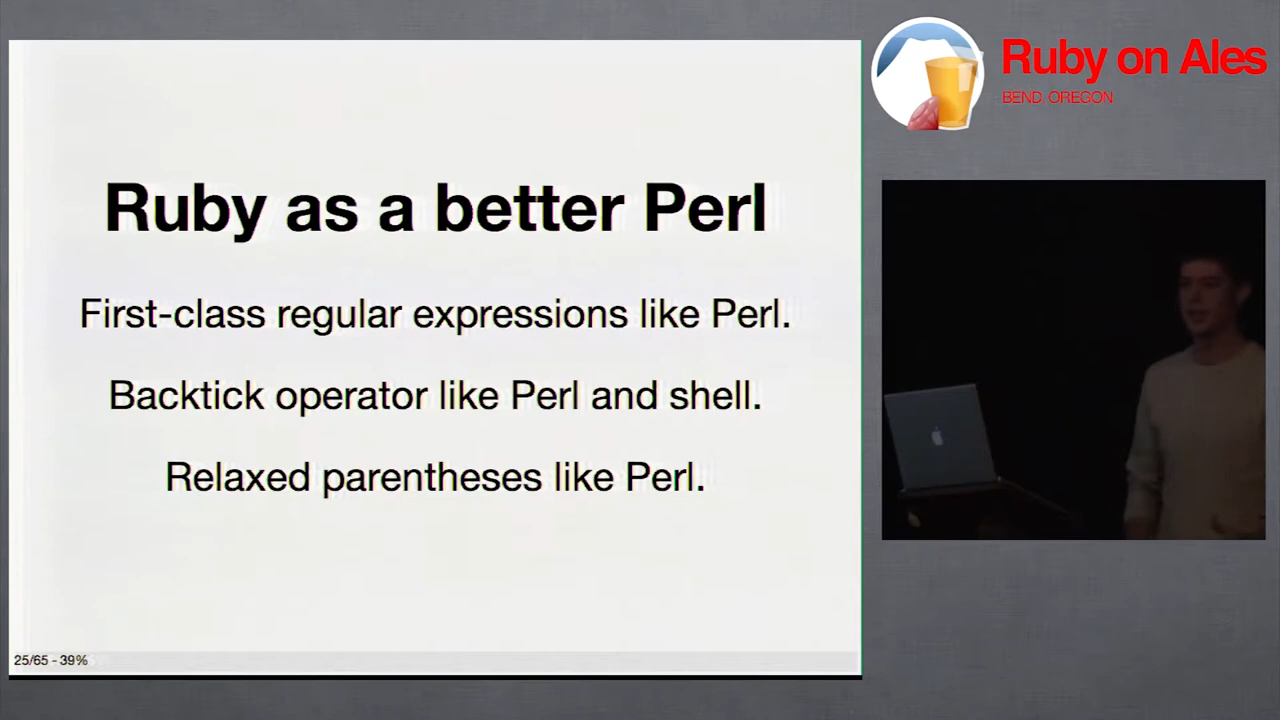 Ruby as a better Perl
First-class regular expressions like Perl.
Backtick operator like Perl and shell.
Relaxed parentheses like Perl.
25/65 - 39%
Ruby on Ales
BEND, OREGON